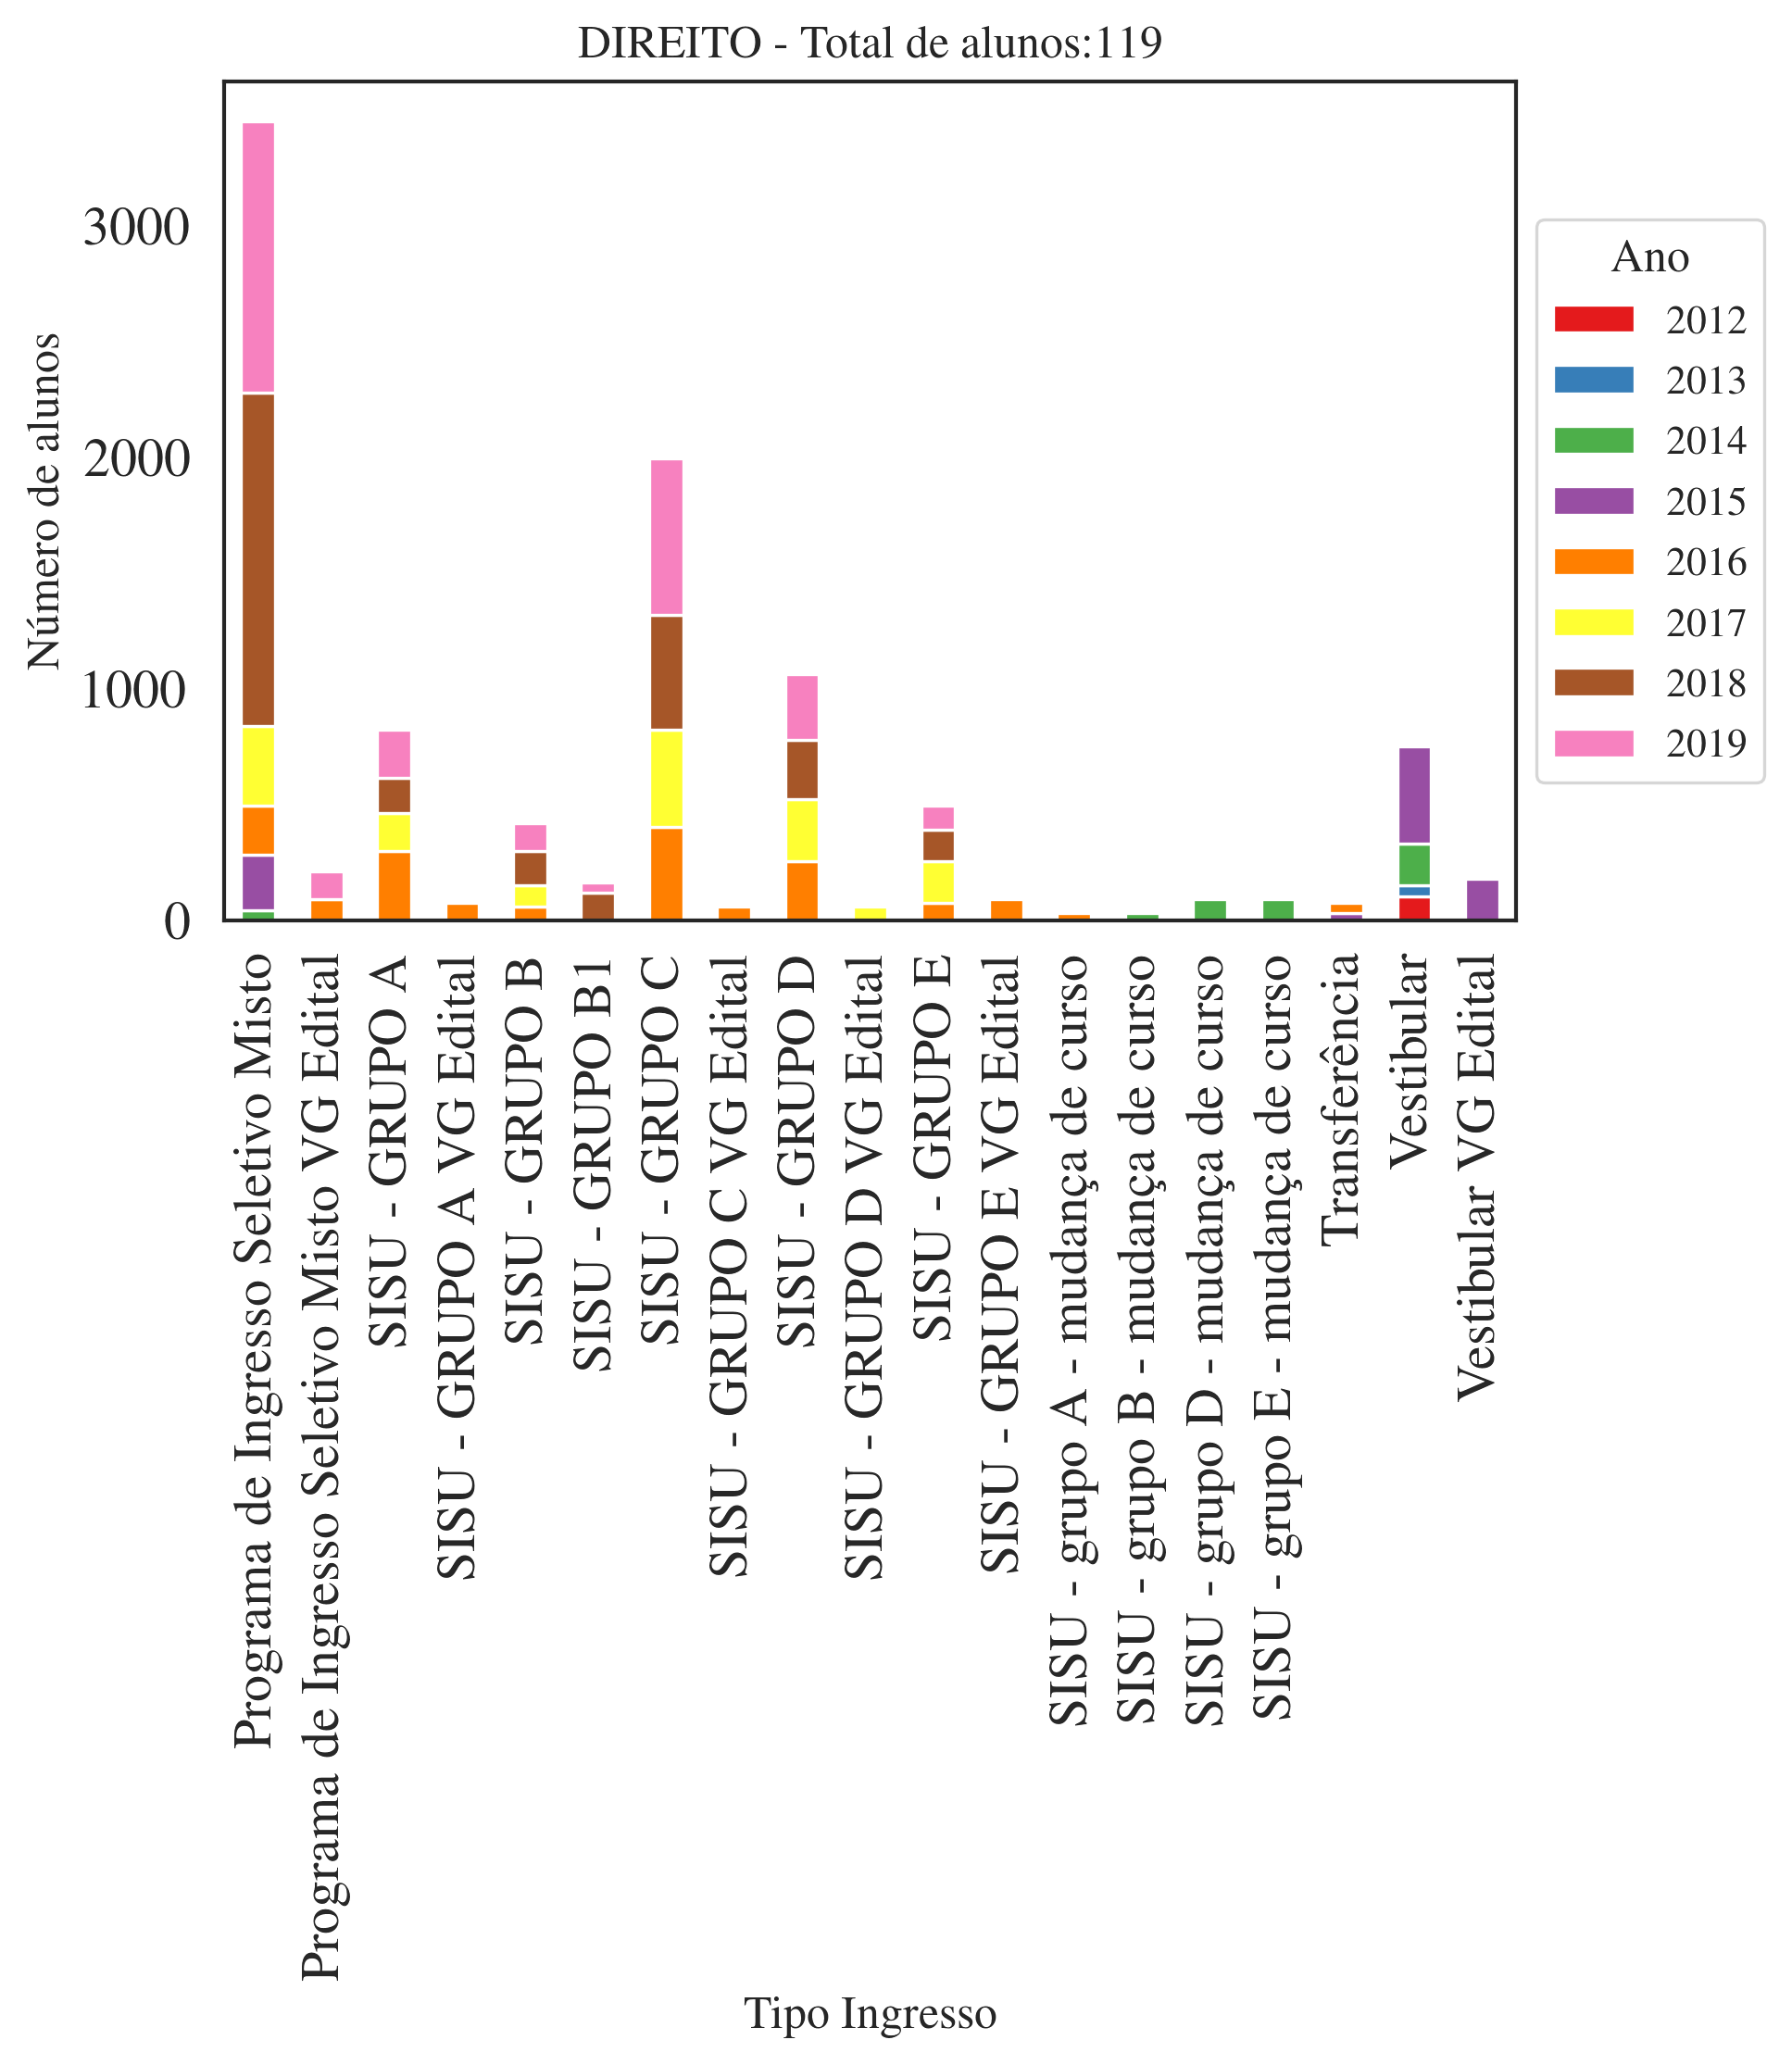 DIREITO - Total de alunos:119
Número de alunos
3000
2000
1000
0
Ano
2012
2013
2014
2015
2016
2017
2018
2019
Programa de Ingresso Seletivo Misto
Programa de Ingresso Seletivo Misto VG Edital
SISU - GRUPO A
SISU - GRUPO A VG Edital
SISU - GRUPO B
SISU - GRUPO B1
SISU - GRUPO C
SISU - GRUPO C VG Edital
SISU - GRUPO D
SISU - GRUPO D VG Edital
SISU - GRUPO E
SISU - GRUPO E VG Edital
SISU - grupo A - mudança de curso
SISU - grupo B - mudança de curso
SISU - grupo D - mudança de curso
SISU - grupo E - mudança de curso
Transferência
Vestibular
Vestibular VG Edital
Tipo Ingresso